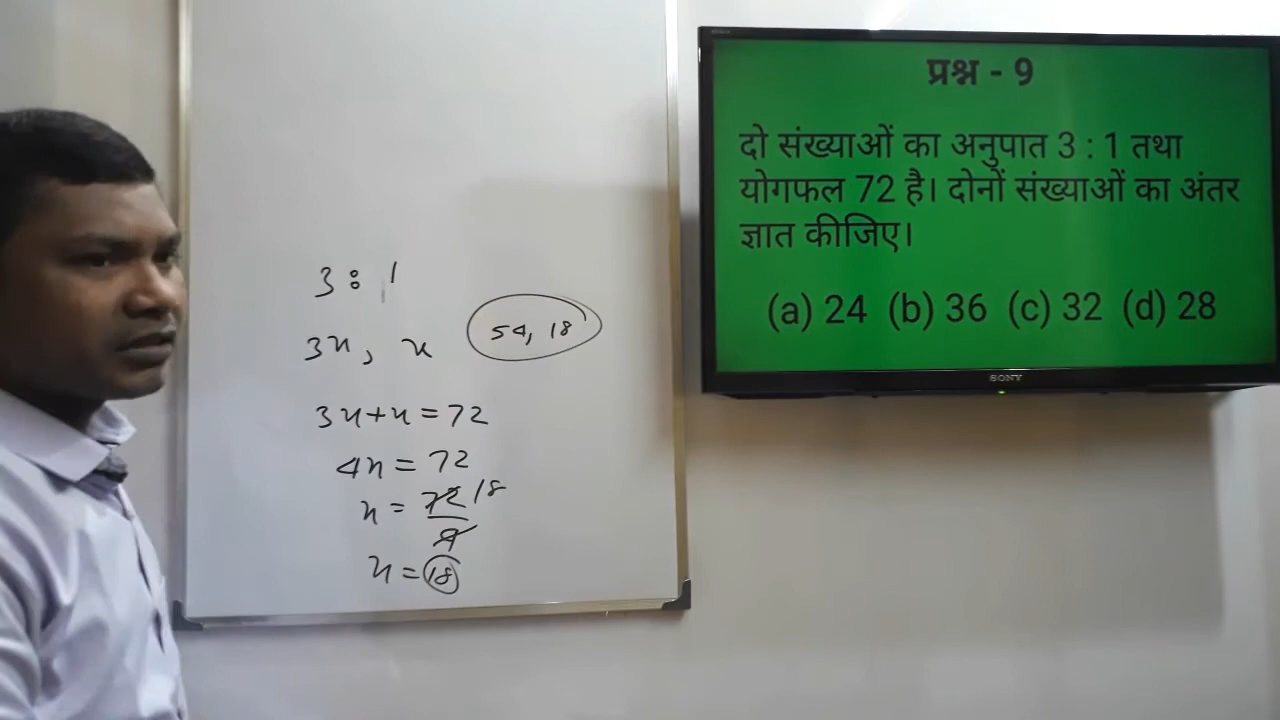 3 : 1
3x, x
54, 18
3x+x=72
4x=72
x=72/4 18
x=18
प्रश्न - 9
दो संख्याओं का अनुपात 3 : 1 तथा
योगफल 72 है। दोनों संख्याओं का अंतर
ज्ञात कीजिए।
(a) 24 (b) 36 (c) 32 (d) 28
SONY